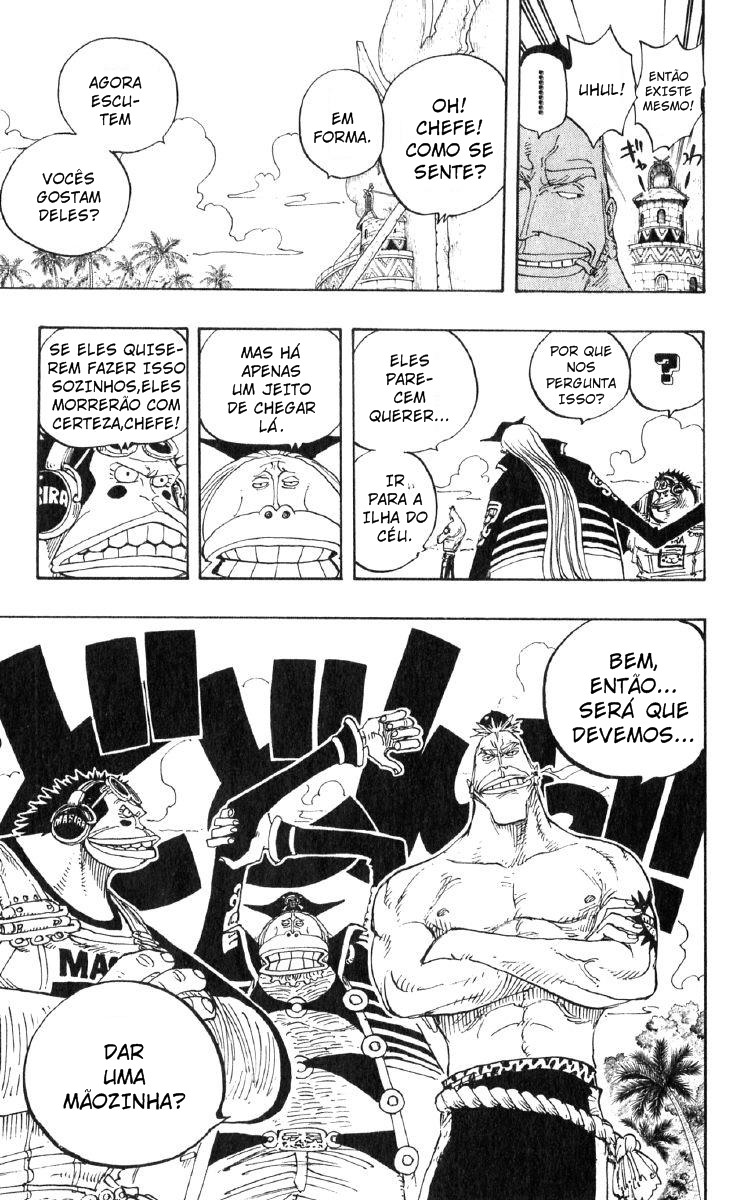 ENTÃO
EXISTE
MESMO!
UHUL!
OH!
CHEFE!
COMO SE
SENTE?
EM
FORMA.
AGORA
ESCU-
TEM
VOCÊS
GOSTAM
DELES?
?
POR QUE
NOS
PERGUNTA
ISSO?
ELES
PARE-
CEM
QUERER...
IR
PARA A
ILHA DO
CÉU.
MAS HÁ
APENAS
UM JEITO
DE CHEGAR
LÁ.
SE ELES QUISE-
REM FAZER ISSO
SOZINHOS,ELES
MORRERÃO COM
CERTEZA,CHEFE!
BEM,
ENTÃO...
SERÁ QUE
DEVEMOS...
MASIRA
MAS
DAR
UMA
MÃOZINHA?